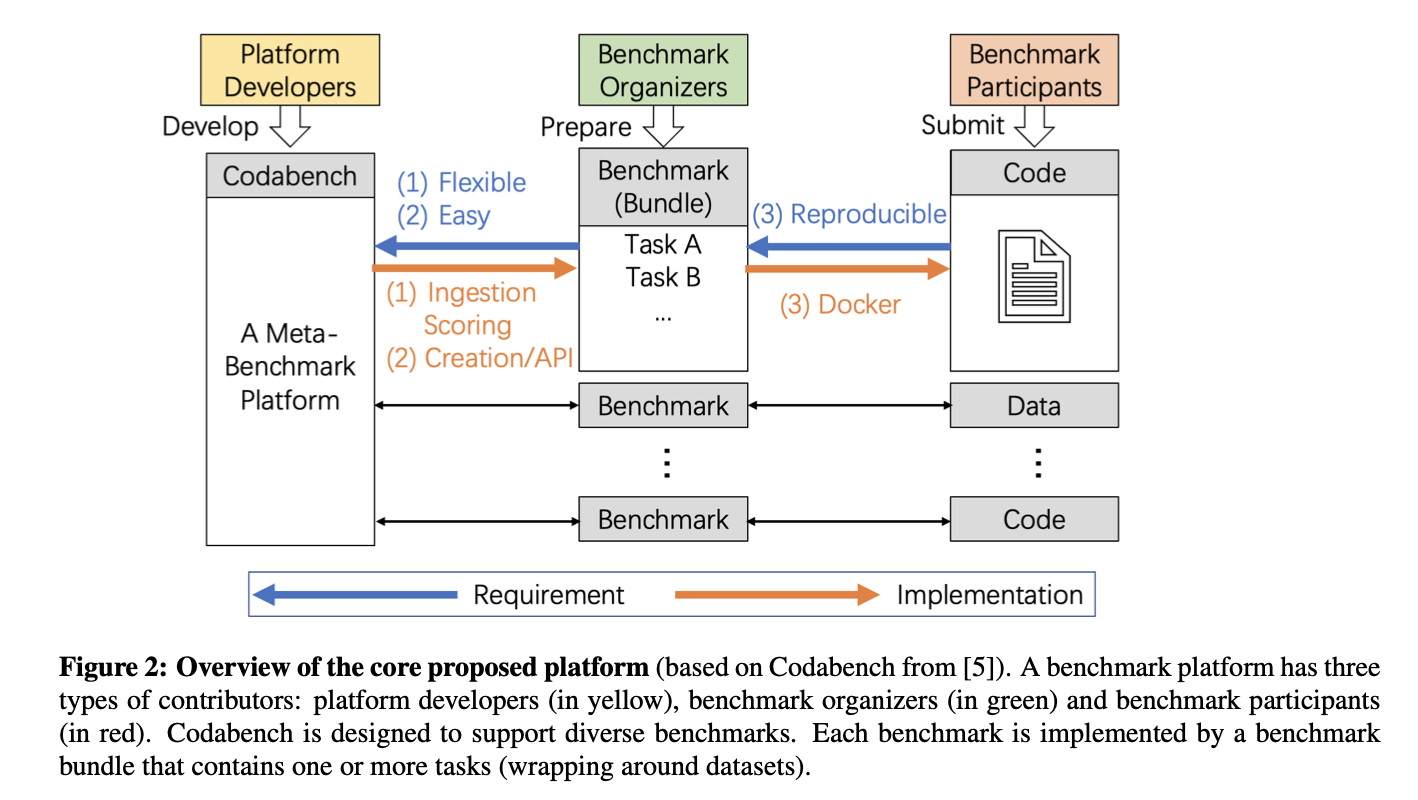 Platform
Developers
Benchmark
Organizers
Benchmark
Participants
Develop
Prepare
Submit
Codabench
A Meta-
Benchmark
Platform
(1) Flexible
(2) Easy
(1) Ingestion
Scoring
(2) Creation/API
Benchmark
(Bundle)
Task A
Task B
...
(3) Reproducible
(3) Docker
Code
Benchmark
Data
⋮
⋮
Benchmark
Code
Requirement
Implementation
Figure 2: Overview of the core proposed platform (based on Codabench from [5]). A benchmark platform has three
types of contributors: platform developers (in yellow), benchmark organizers (in green) and benchmark participants
(in red). Codabench is designed to support diverse benchmarks. Each benchmark is implemented by a benchmark
bundle that contains one or more tasks (wrapping around datasets).